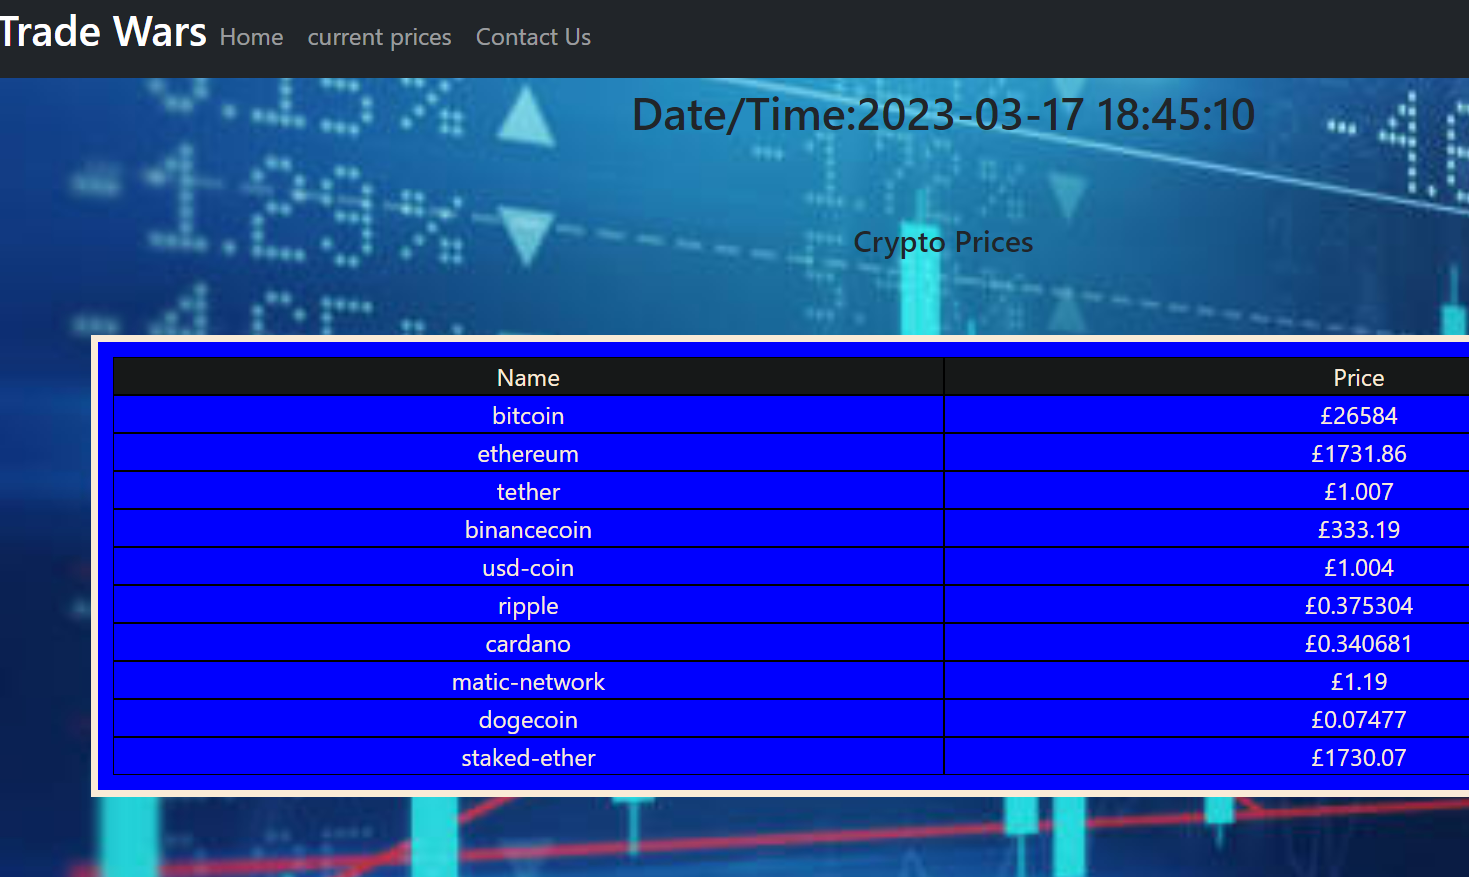 Trade Wars Home current prices Contact Us
Date/Time:2023-03-17 18:45:10
Crypto Prices
Name Price
bitcoin £26584
ethereum £1731.86
tether £1.007
binancecoin £333.19
usd-coin £1.004
ripple £0.375304
cardano £0.340681
matic-network £1.19
dogecoin £0.07477
staked-ether £1730.07